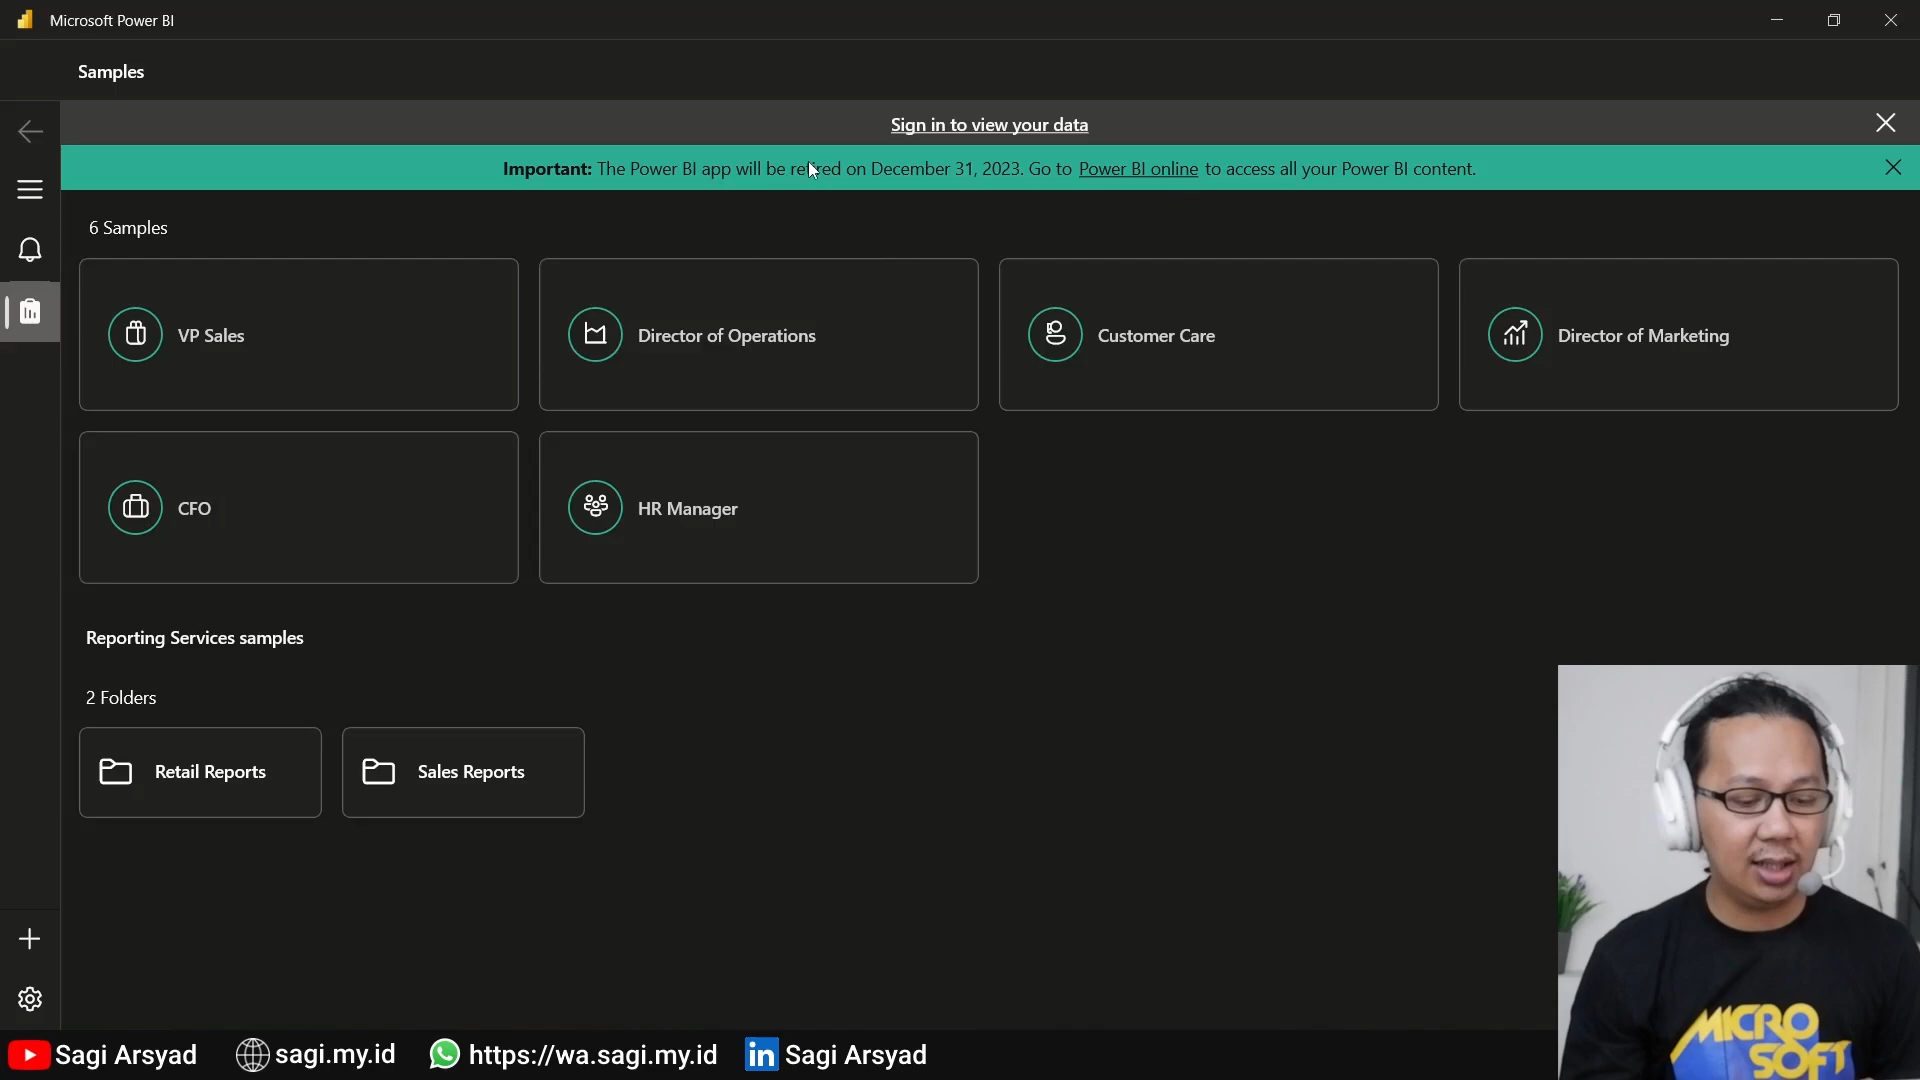 Microsoft Power BI
Samples
Sign in to view your data
Important: The Power BI app will be retired on December 31, 2023. Go to Power BI online to access all your Power BI content.
6 Samples
VP Sales
Director of Operations
Customer Care
Director of Marketing
CFO
HR Manager
Reporting Services samples
2 Folders
Retail Reports
Sales Reports
MICRO
SOFT
Sagi Arsyad
sagi.my.id
https://wa.sagi.my.id
in Sagi Arsyad